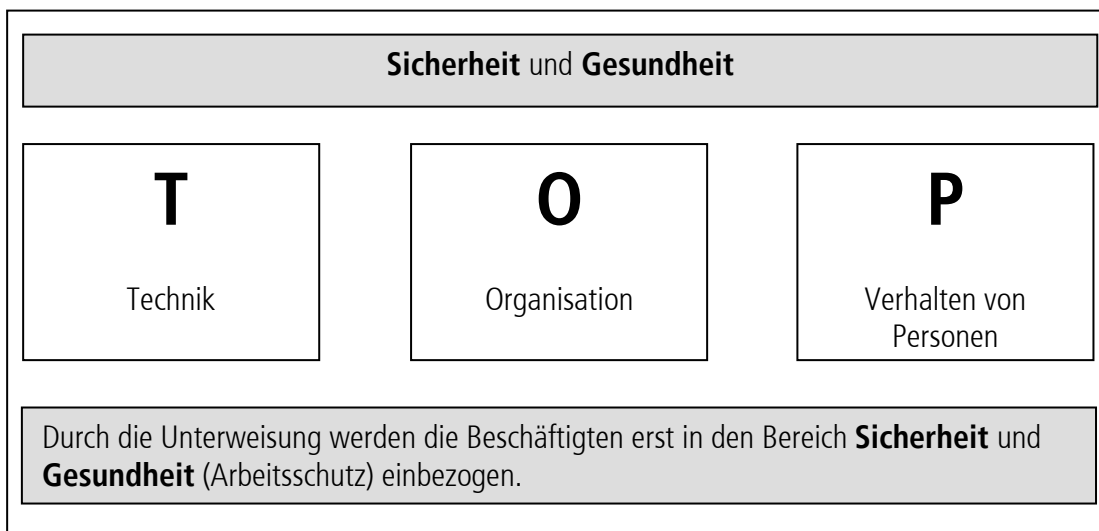 Sicherheit und Gesundheit
T
Technik
O
Organisation
P
Verhalten von
Personen
Durch die Unterweisung werden die Beschäftigten erst in den Bereich Sicherheit und
Gesundheit (Arbeitsschutz) einbezogen.